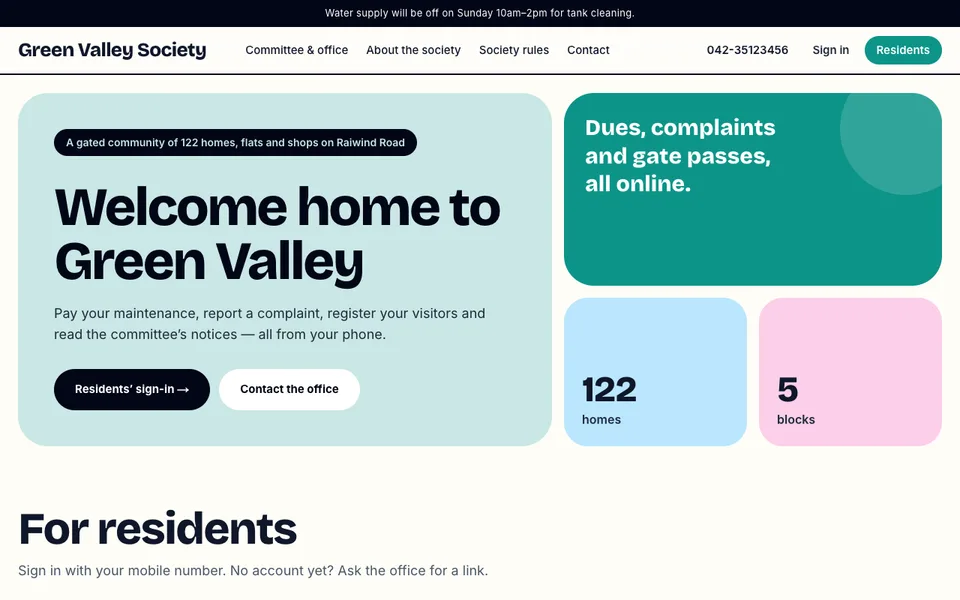 Water supply will be off on Sunday 10am–2pm for tank cleaning.
Green Valley Society
Committee & office
About the society
Society rules
Contact
042-35123456
Sign in
Residents
A gated community of 122 homes, flats and shops on Raiwind Road
Welcome home to
Green Valley
Pay your maintenance, report a complaint, register your visitors and
read the committee’s notices — all from your phone.
Residents’ sign-in →
Contact the office
Dues, complaints
and gate passes,
all online.
122
homes
5
blocks
For residents
Sign in with your mobile number. No account yet? Ask the office for a link.